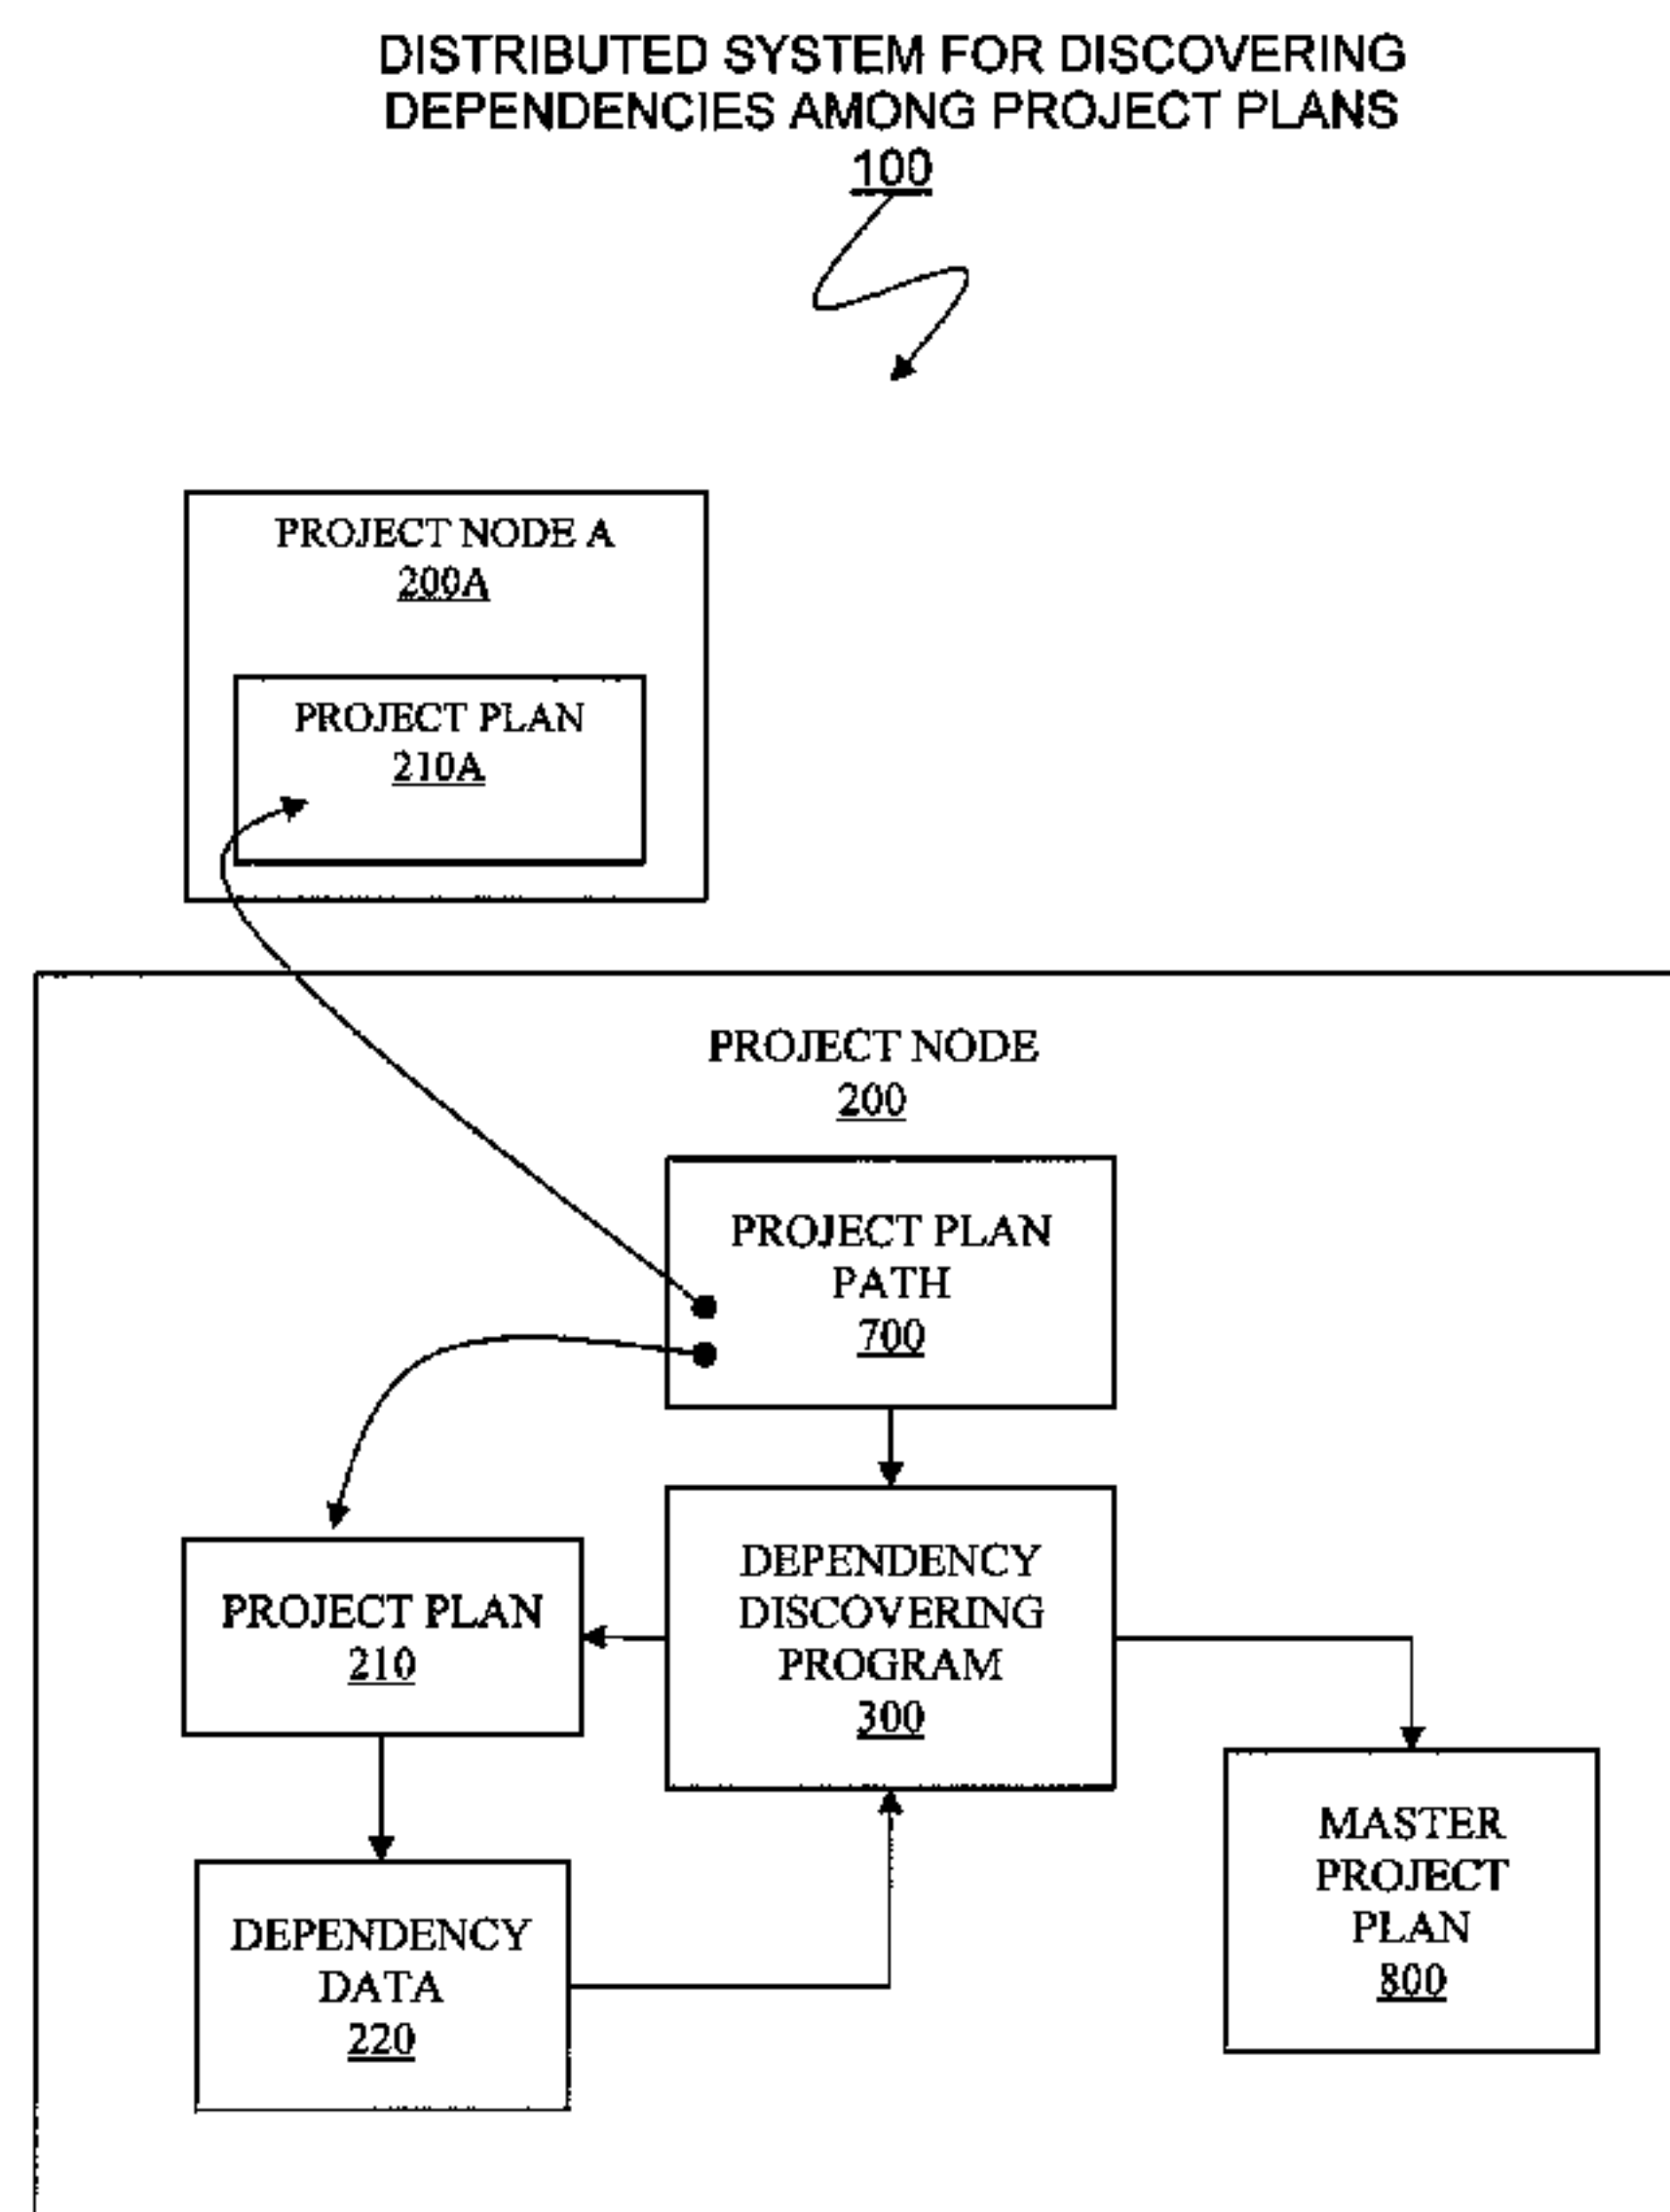 DISTRIBUTED SYSTEM FOR DISCOVERING
DEPENDENCIES AMONG PROJECT PLANS
100
PROJECT NODE A
200A
PROJECT PLAN
210A
PROJECT NODE
200
PROJECT PLAN
PATH
700
PROJECT PLAN
210
DEPENDENCY
DISCOVERING
PROGRAM
300
MASTER
PROJECT
PLAN
800
DEPENDENCY
DATA
220